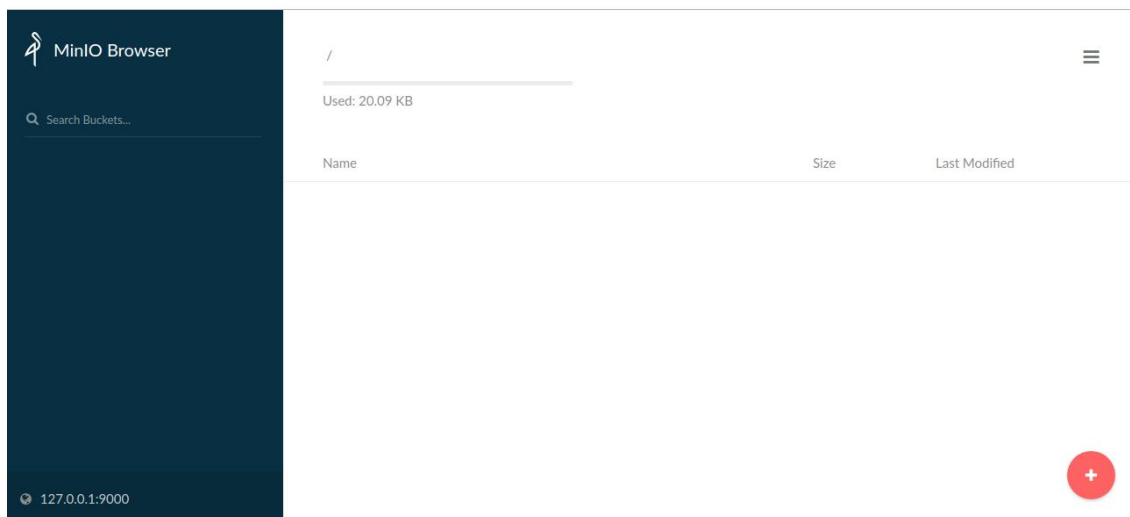 MinIO Browser
Search Buckets...
127.0.0.1:9000
/
Used: 20.09 KB
Name Size Last Modified
+